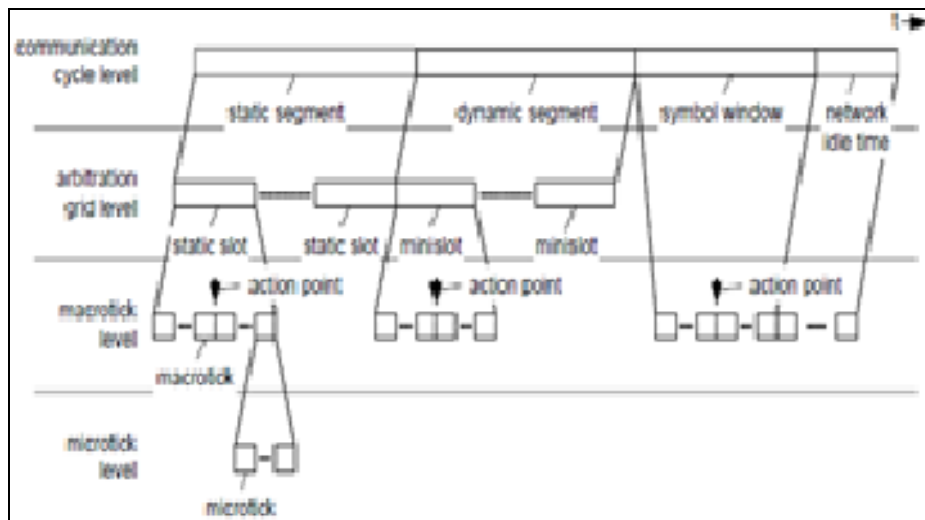 t
communication
cycle level
static segment
dynamic segment
symbol window
network
idle time
arbitration
grid level
static slot
static slot
minislot
minislot
action point
action point
action point
macrotick
level
macrotick
microtick
level
microtick